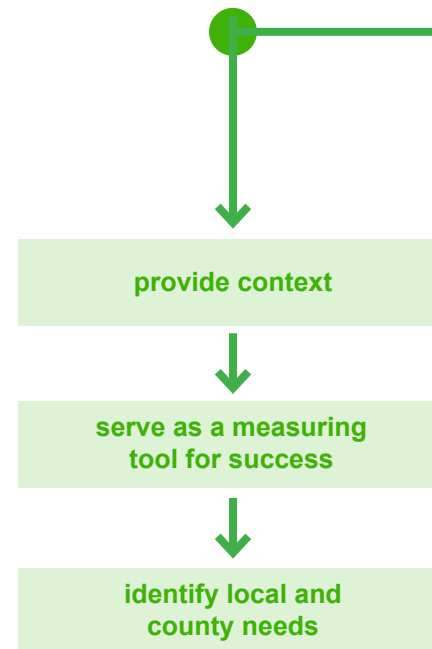 provide context
serve as a measuring
tool for success
identify local and
county needs